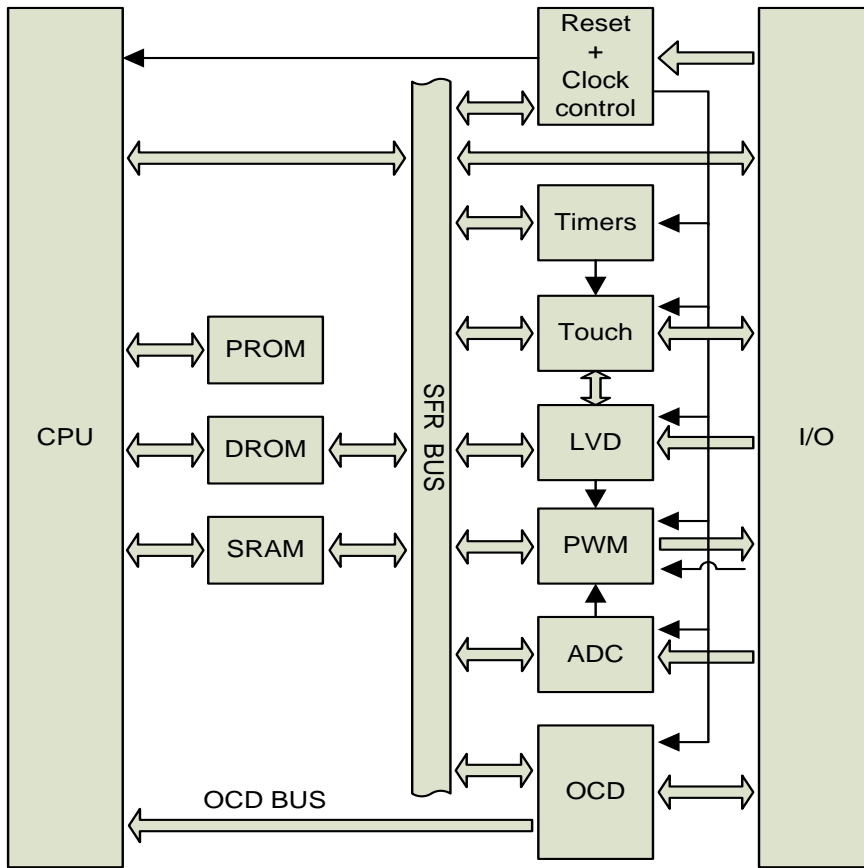 Reset
+
Clock
control
Timers
PROM
Touch
CPU
DROM
SFR BUS
LVD
I/O
SRAM
PWM
ADC
OCD BUS
OCD